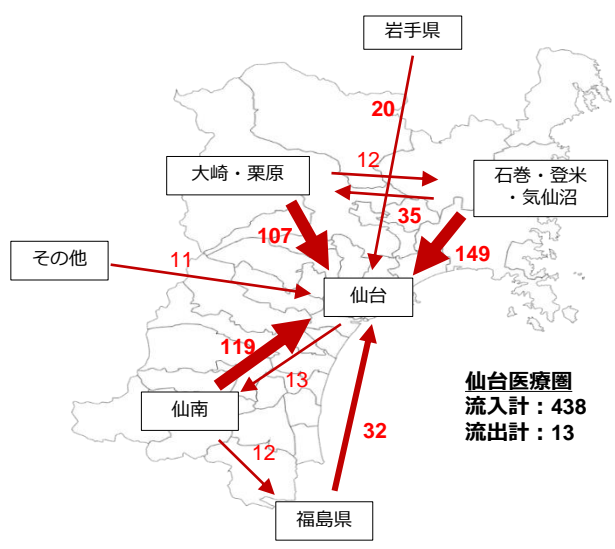 岩手県
20
大崎・栗原
12
石巻・登米
・気仙沼
35
107
149
その他
11
仙台
119
13
仙台医療圏
流入計：438
流出計：13
仙南
32
12
福島県